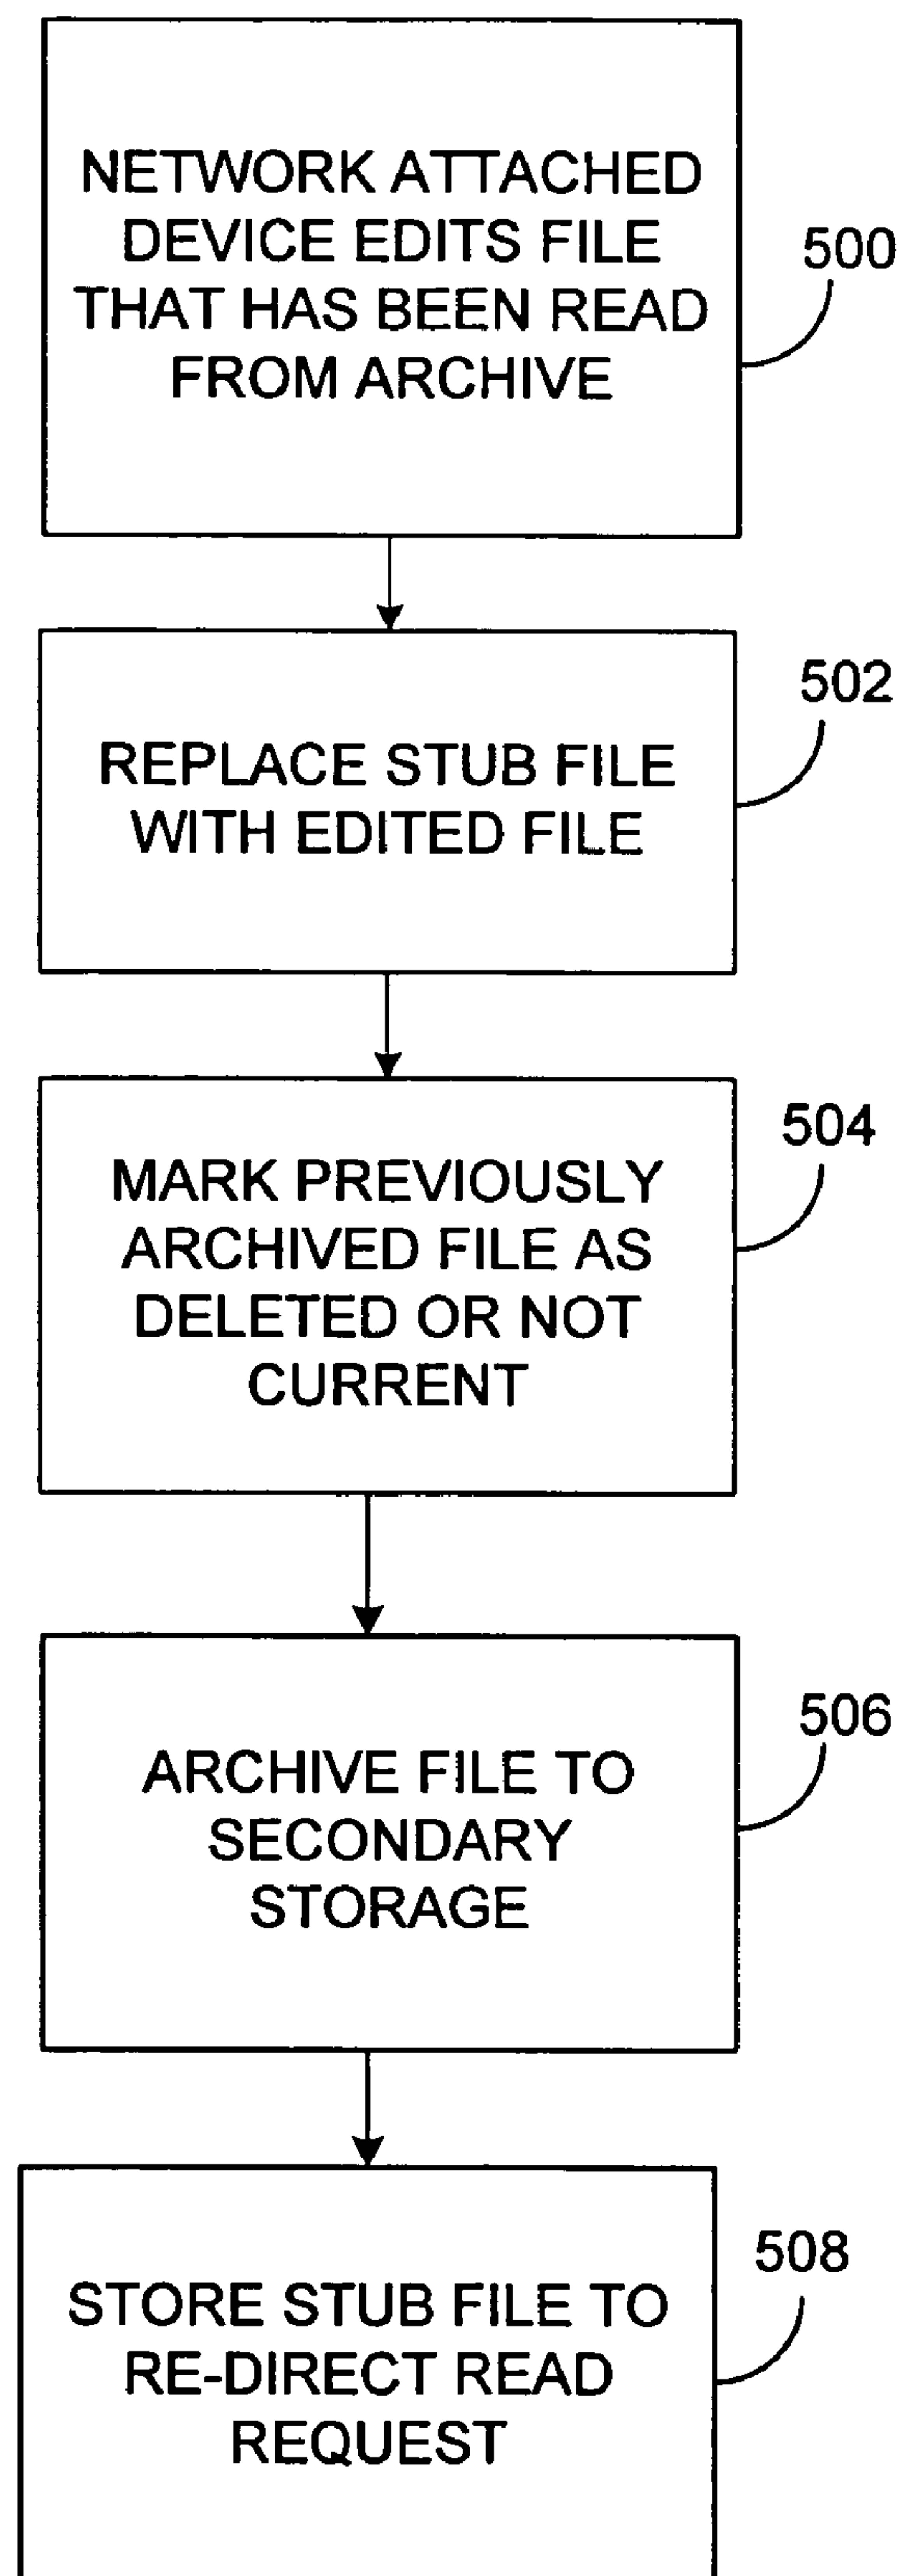 NETWORK ATTACHED
DEVICE EDITS FILE
THAT HAS BEEN READ
FROM ARCHIVE
500
REPLACE STUB FILE
WITH EDITED FILE
502
MARK PREVIOUSLY
ARCHIVED FILE AS
DELETED OR NOT
CURRENT
504
ARCHIVE FILE TO
SECONDARY
STORAGE
506
STORE STUB FILE TO
RE-DIRECT READ
REQUEST
508